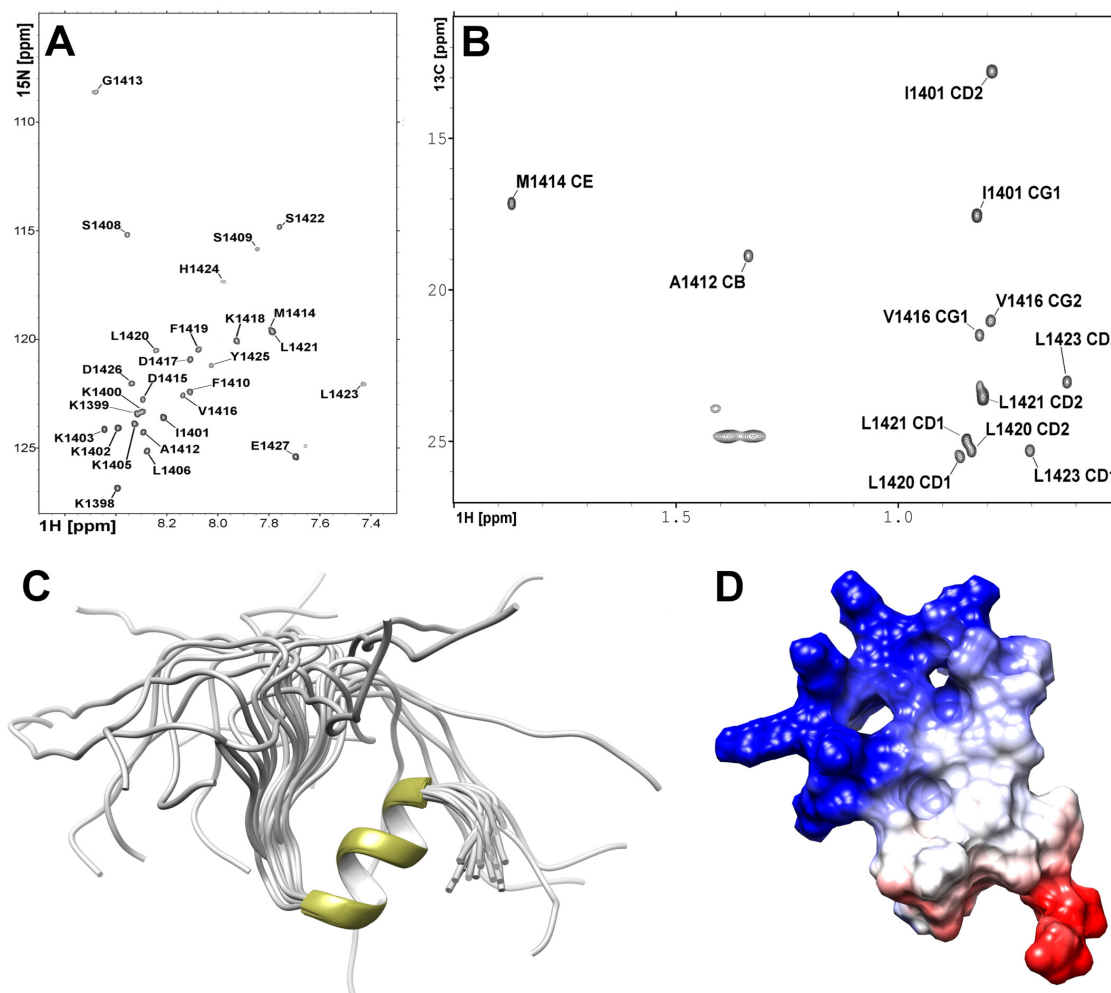 A
15N [ppm]
G1413
110
S1408
S1422
115
S1409
H1424
K1418
M1414
F1419
120
L1420
L1421
D1417
Y1425
D1426
D1415
F1410
L1423
K1400
K1399
V1416
K1403
I1401
125
K1402
A1412
E1427
K1405
L1406
K1398
1H [ppm]
8.2
8.0
7.8
7.6
7.4
B
13C [ppm]
I1401 CD2
15
M1414 CE
I1401 CG1
A1412 CB
20
V1416 CG2
V1416 CG1
L1421 CD2
L1421 CD1
L1420 CD2
25
L1420 CD1
1H [ppm]
1.5
1.0
C
D